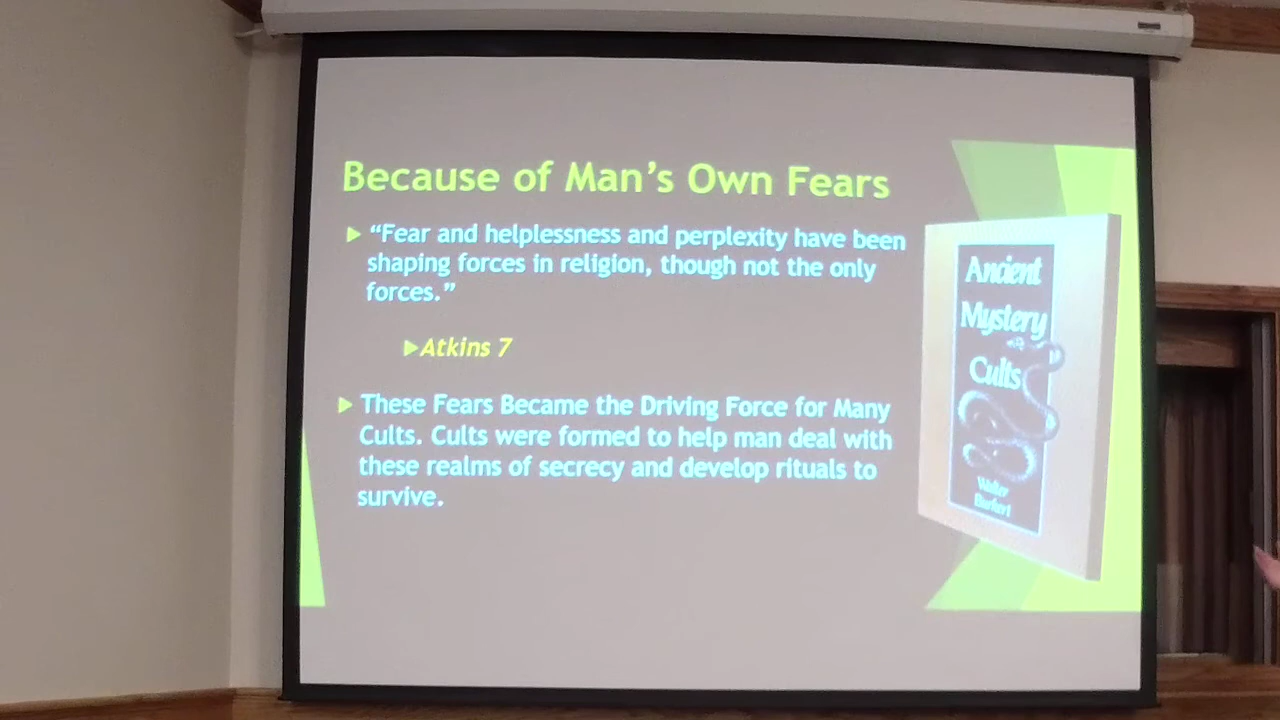 Because of Man's Own Fears
"Fear and helplessness and perplexity have been
shaping forces in religion, though not the only
forces."
Atkins 7
These Fears Became the Driving Force for Many
Cults. Cults were formed to help man deal with
these realms of secrecy and develop rituals to
survive.
Ancient
Mystery
Cults
Walter
Burkert